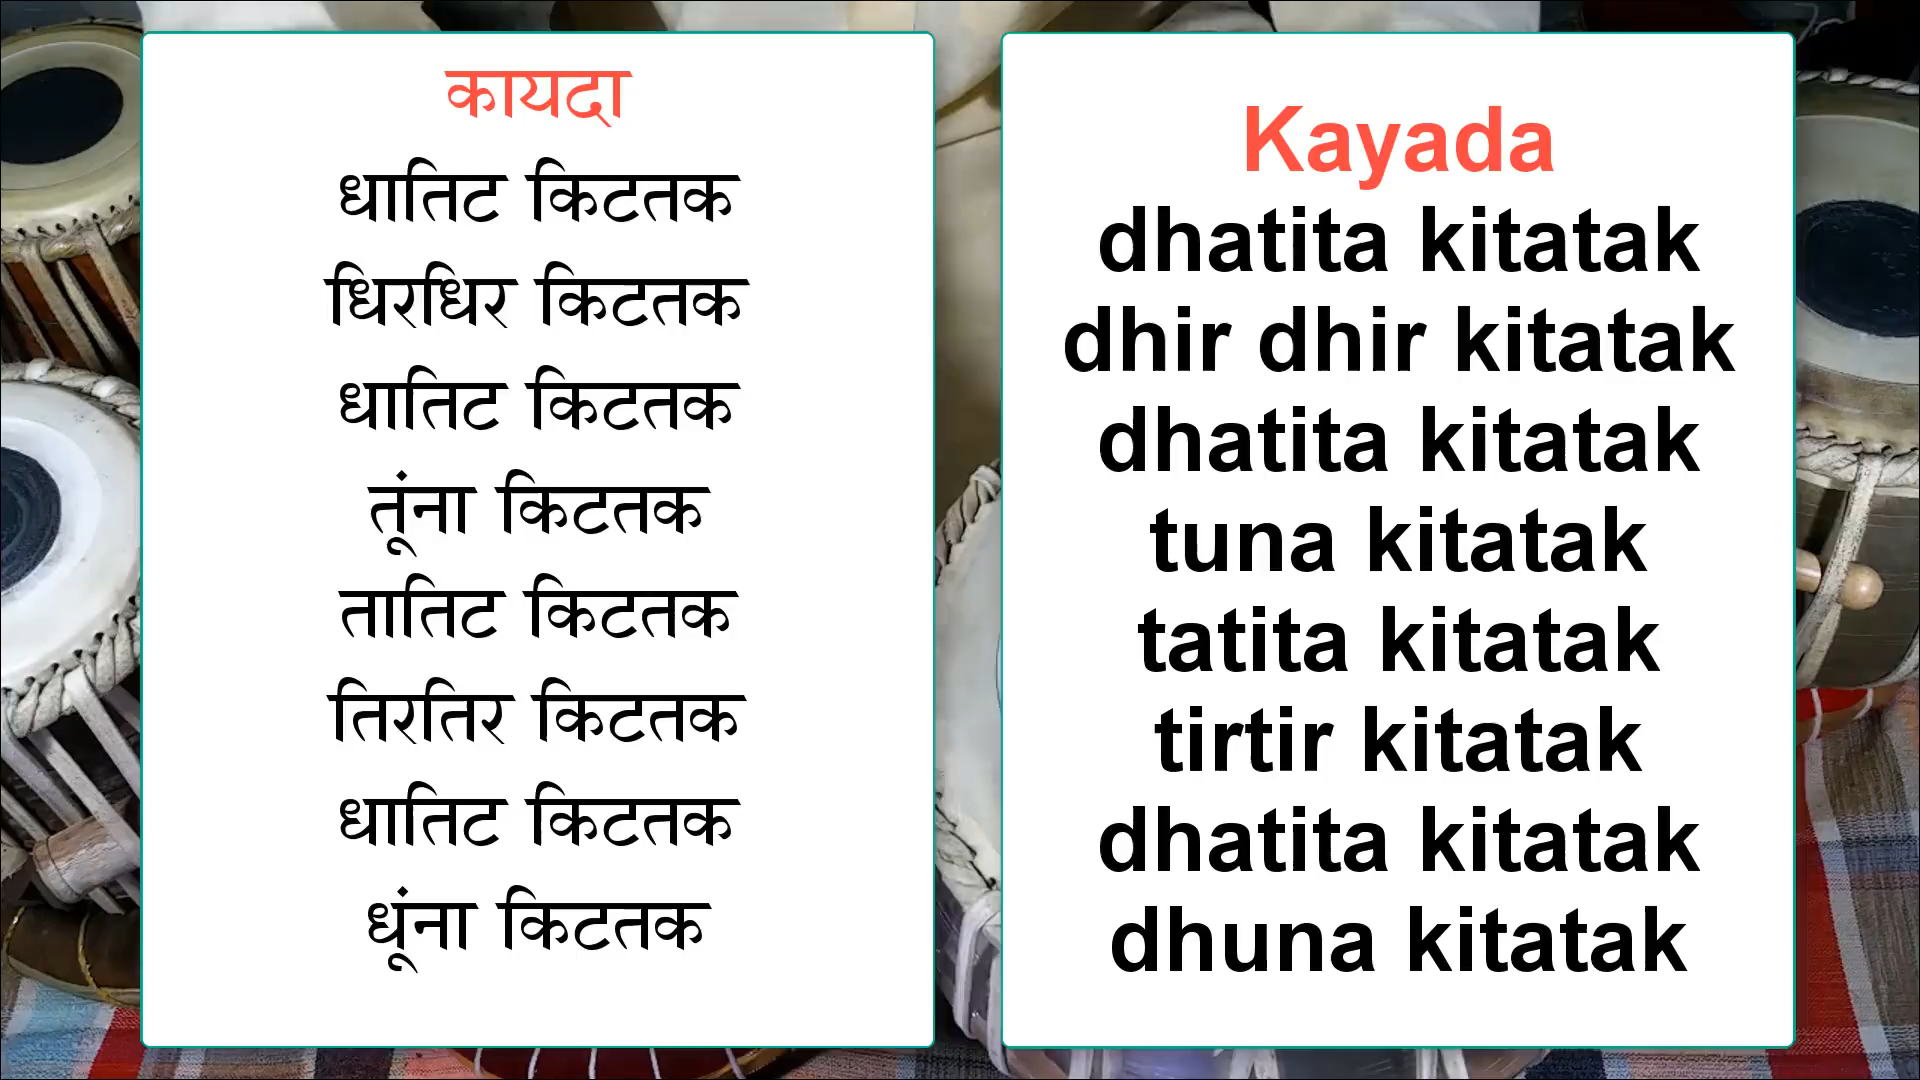 कायदा
धातिट किटतक
धिरधिर किटतक
धातिट किटतक
तूंना किटतक
तातिट किटतक
तिरतिर किटतक
धातिट किटतक
धूंना किटतक
Kayada
dhatita kitatak
dhir dhir kitatak
dhatita kitatak
tuna kitatak
tatita kitatak
tirtir kitatak
dhatita kitatak
dhuna kitatak